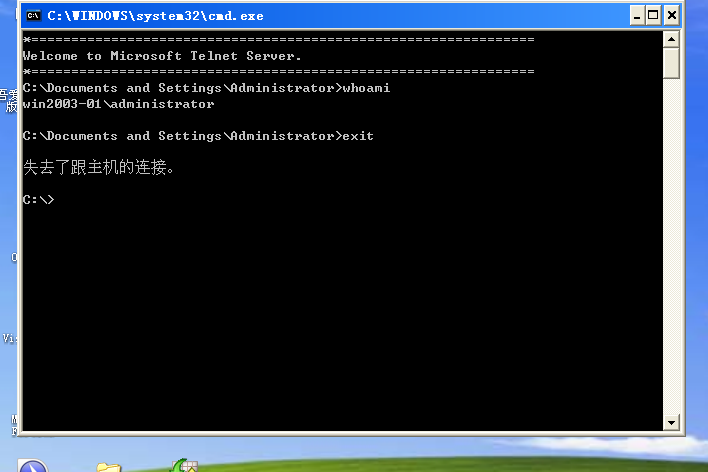 C:\WINDOWS\system32\cmd.exe
*===============================================================
Welcome to Microsoft Telnet Server.
*===============================================================
C:\Documents and Settings\Administrator>whoami
win2003-01\administrator
C:\Documents and Settings\Administrator>exit
失去了跟主机的连接。
C:\>